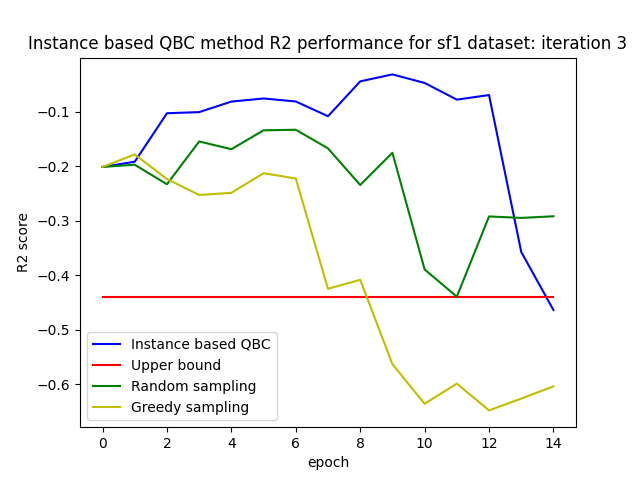 Instance based QBC method R2 performance for sf1 dataset: iteration 3
R2 score
−0.1
−0.2
−0.3
−0.4
−0.5
−0.6
Instance based QBC
Upper bound
Random sampling
Greedy sampling
0 2 4 6 8 10 12 14
epoch